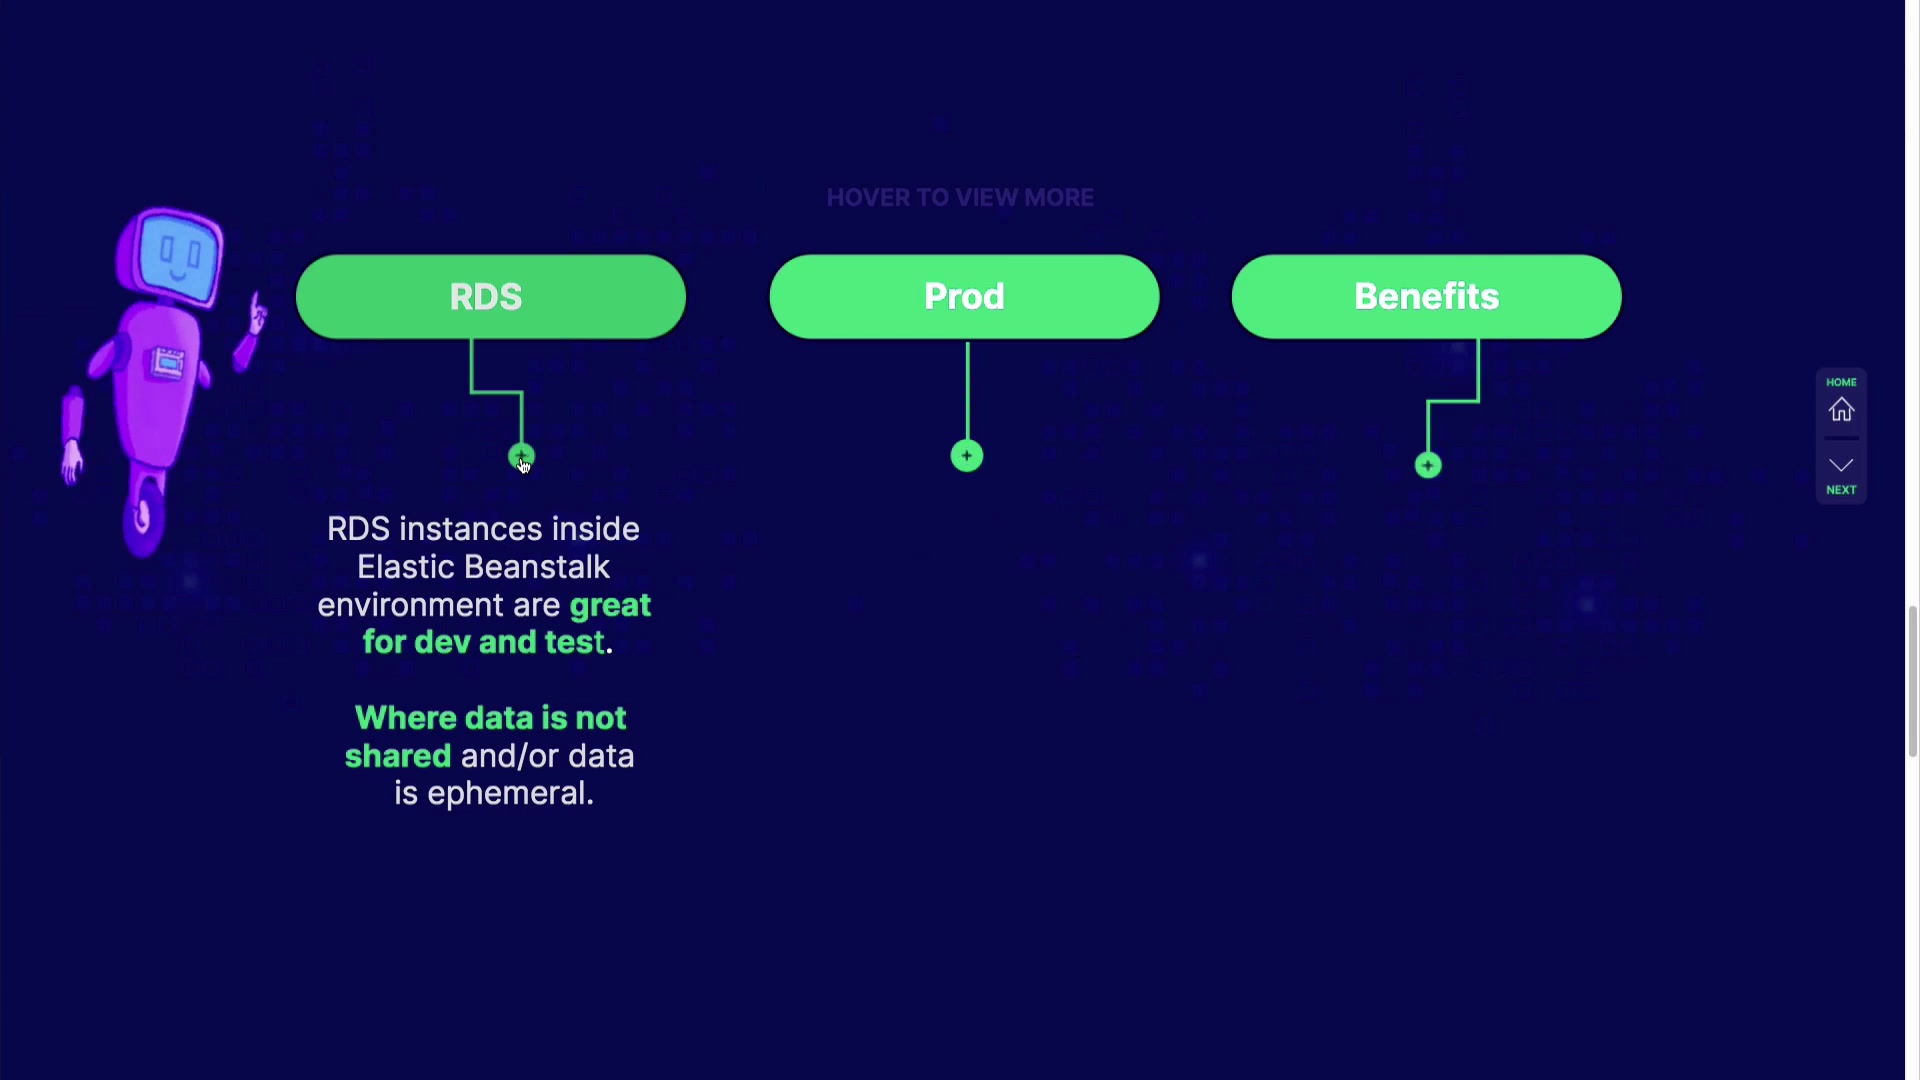 HOVER TO VIEW MORE
RDS
Prod
Benefits
HOME
NEXT
RDS instances inside
Elastic Beanstalk
environment are great
for dev and test.
Where data is not
shared and/or data
is ephemeral.